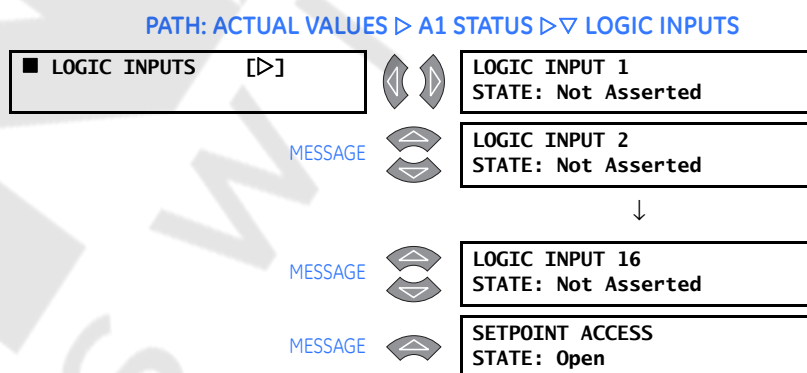 PATH: ACTUAL VALUES ▷ A1 STATUS ▷▽ LOGIC INPUTS
■ LOGIC INPUTS [▷]
LOGIC INPUT 1
STATE: Not Asserted
MESSAGE
LOGIC INPUT 2
STATE: Not Asserted
↓
MESSAGE
LOGIC INPUT 16
STATE: Not Asserted
MESSAGE
SETPOINT ACCESS
STATE: Open